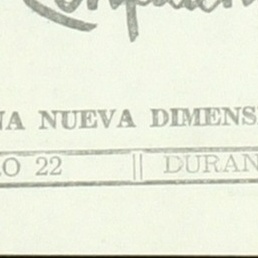 NA NUEVA DIMENS
O 22 || DURAN